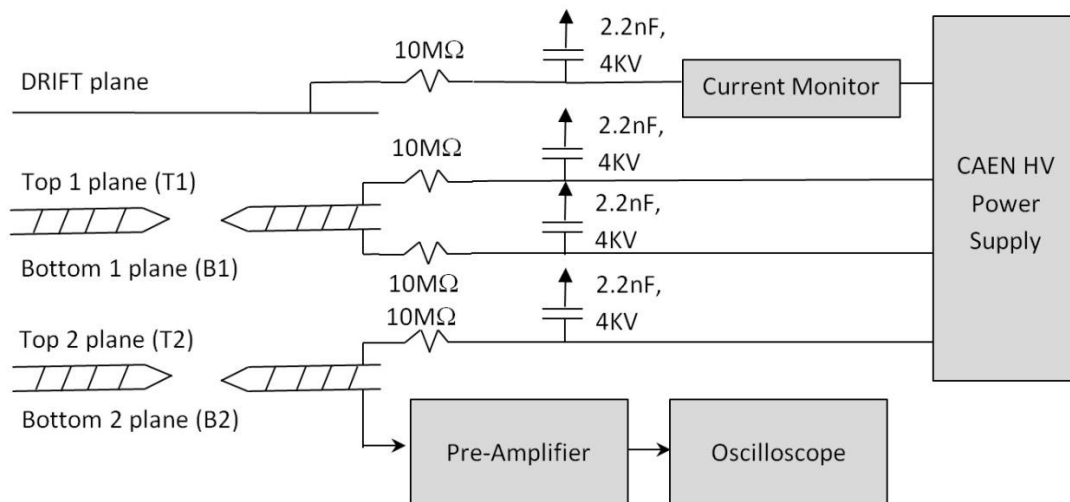 2.2nF,
4KV
10MΩ
DRIFT plane
Current Monitor
2.2nF,
4KV
10MΩ
Top 1 plane (T1)
CAEN HV
Power
Supply
2.2nF,
4KV
Bottom 1 plane (B1)
10MΩ
2.2nF,
4KV
10MΩ
Top 2 plane (T2)
Bottom 2 plane (B2)
Pre-Amplifier
Oscilloscope